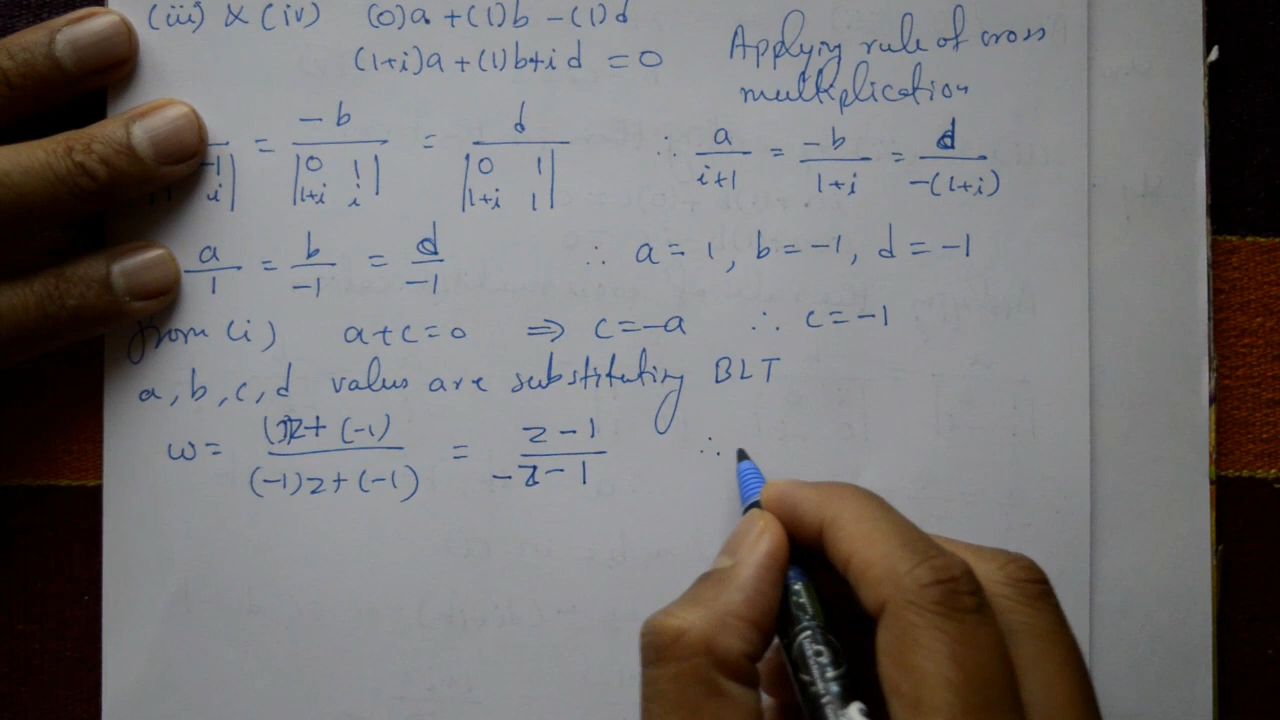 (iii) & (iv) (0)a + (1)b - (1)d
(1+i)a + (1)b + i d = 0
Applying rule of cross
multiplication
= -b / |0 1; 1+i i| = d / |0 1; 1+i 1|
∴ a/(i+1) = -b/(1+i) = d/(-(1+i))
a/1 = b/-1 = d/-1
∴ a = 1, b = -1, d = -1
from (i) a+c=0 ⇒ c=-a ∴ c=-1
a, b, c, d values are substituting BLT
w = ((1)z + (-1))/((-1)z + (-1)) = (z-1)/(-z-1) ∴